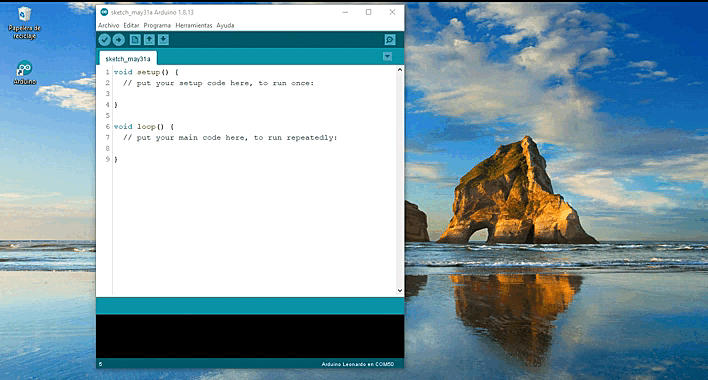 Papelera de
reciclaje
Arduino
sketch_may31a Arduino 1.8.13
Archivo Editar Programa Herramientas Ayuda
sketch_may31a
1 void setup() {
2 // put your setup code here, to run once:
3
4 }
5
6 void loop() {
7 // put your main code here, to run repeatedly:
8
9 }
5
Arduino Leonardo en COM50